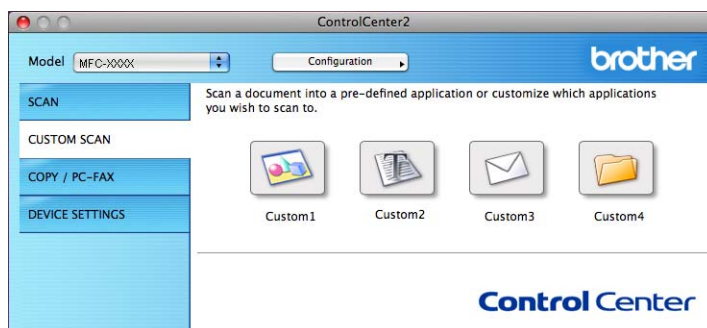 ControlCenter2
Model MFC-XXXX Configuration brother
SCAN
CUSTOM SCAN
COPY / PC-FAX
DEVICE SETTINGS
Scan a document into a pre-defined application or customize which applications
you wish to scan to.
Custom1 Custom2 Custom3 Custom4
Control Center